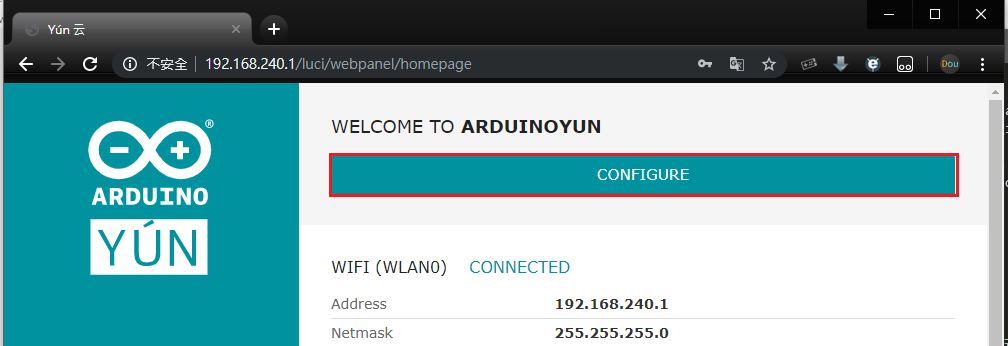 Yún 云
不安全 192.168.240.1/luci/webpanel/homepage
Dou
ARDUINO
YÚN
WELCOME TO ARDUINOYUN
CONFIGURE
WIFI (WLAN0) CONNECTED
Address 192.168.240.1
Netmask 255.255.255.0